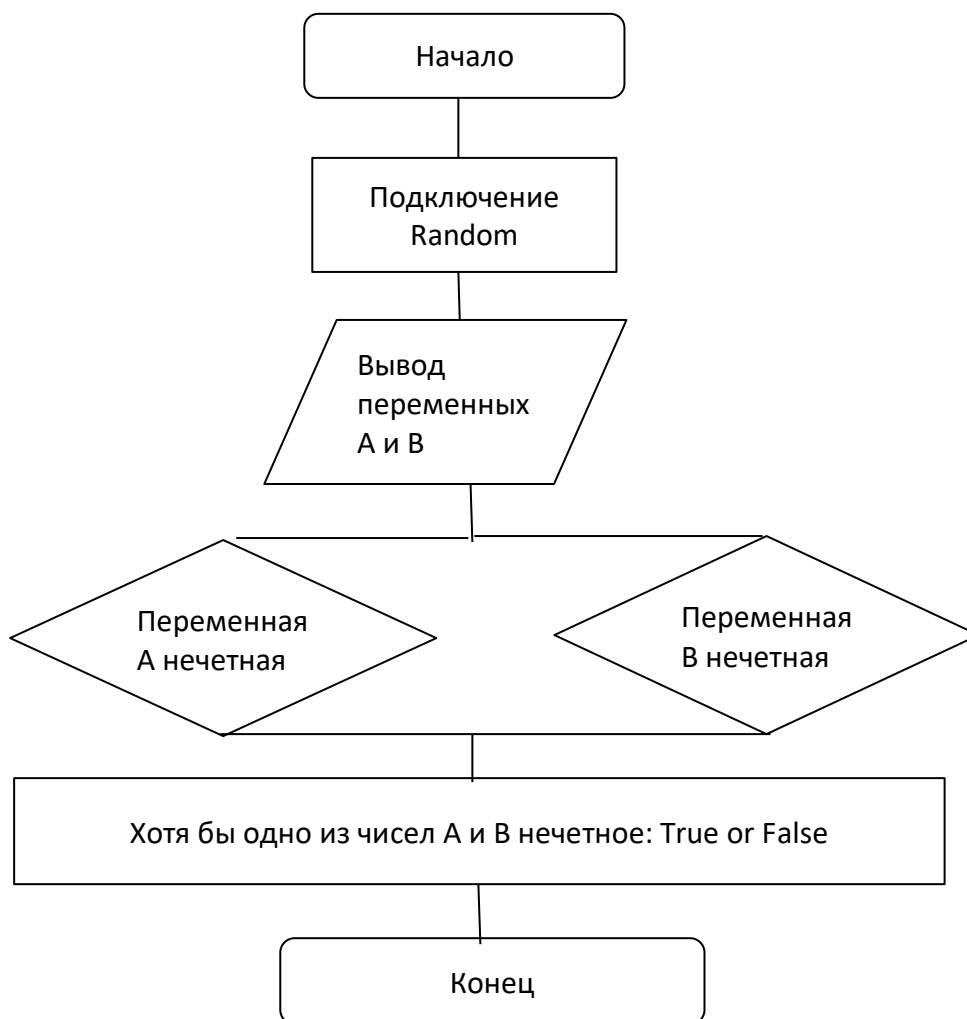 Начало
Подключение
Random
Вывод
переменных
А и В
Переменная
А нечетная
Переменная
В нечетная
Хотя бы одно из чисел А и В нечетное: True or False
Конец